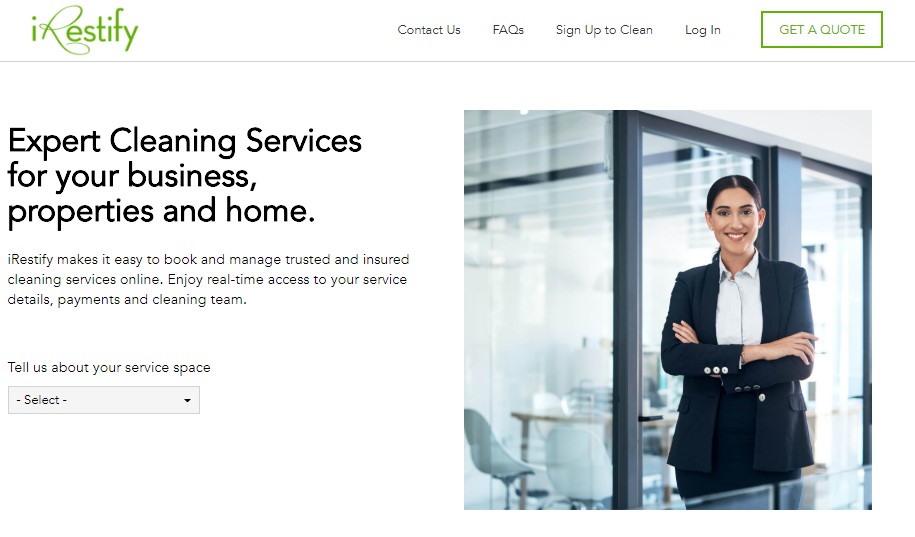 iRestify
Contact Us
FAQs
Sign Up to Clean
Log In
GET A QUOTE
Expert Cleaning Services
for your business,
properties and home.
iRestify makes it easy to book and manage trusted and insured
cleaning services online. Enjoy real-time access to your service
details, payments and cleaning team.
Tell us about your service space
- Select -